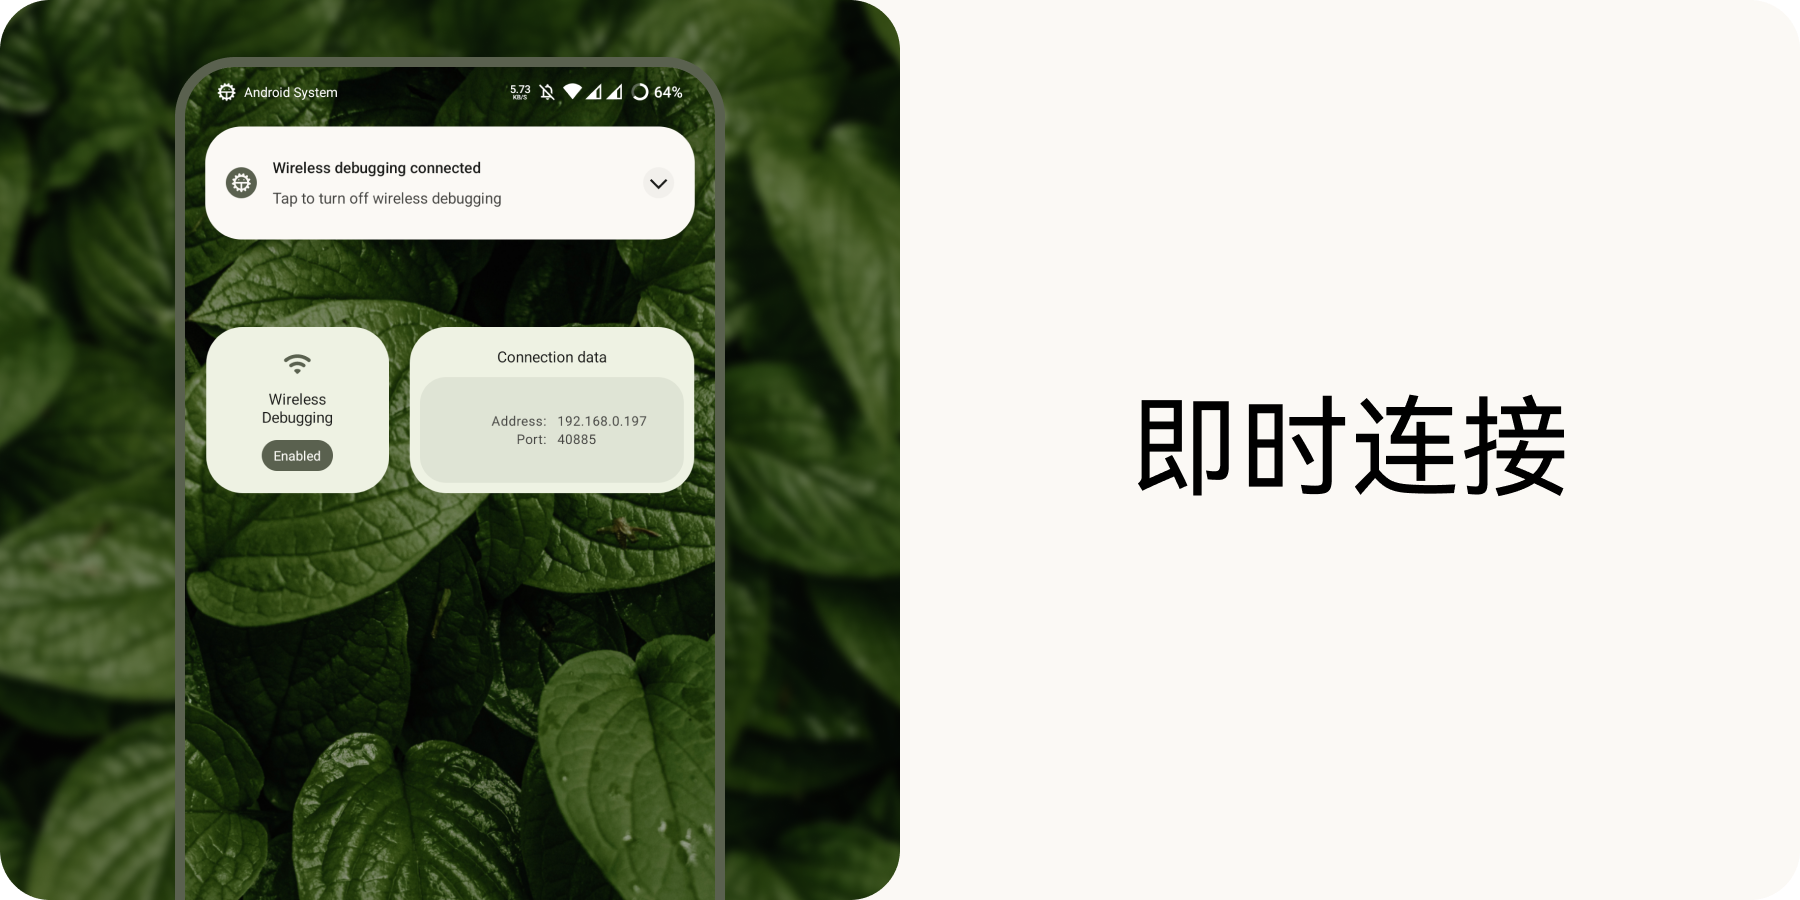 Android System
5.73
KB/S
64%
Wireless debugging connected
Tap to turn off wireless debugging
Wireless
Debugging
Enabled
Connection data
Address: 192.168.0.197
Port: 40885
即时连接